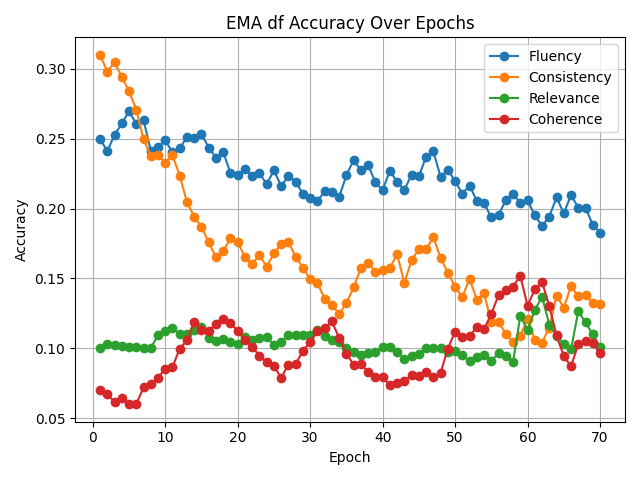 EMA df Accuracy Over Epochs
Fluency
Consistency
Relevance
Coherence
Accuracy
0.30
0.25
0.20
0.15
0.10
0.05
0 10 20 30 40 50 60 70
Epoch